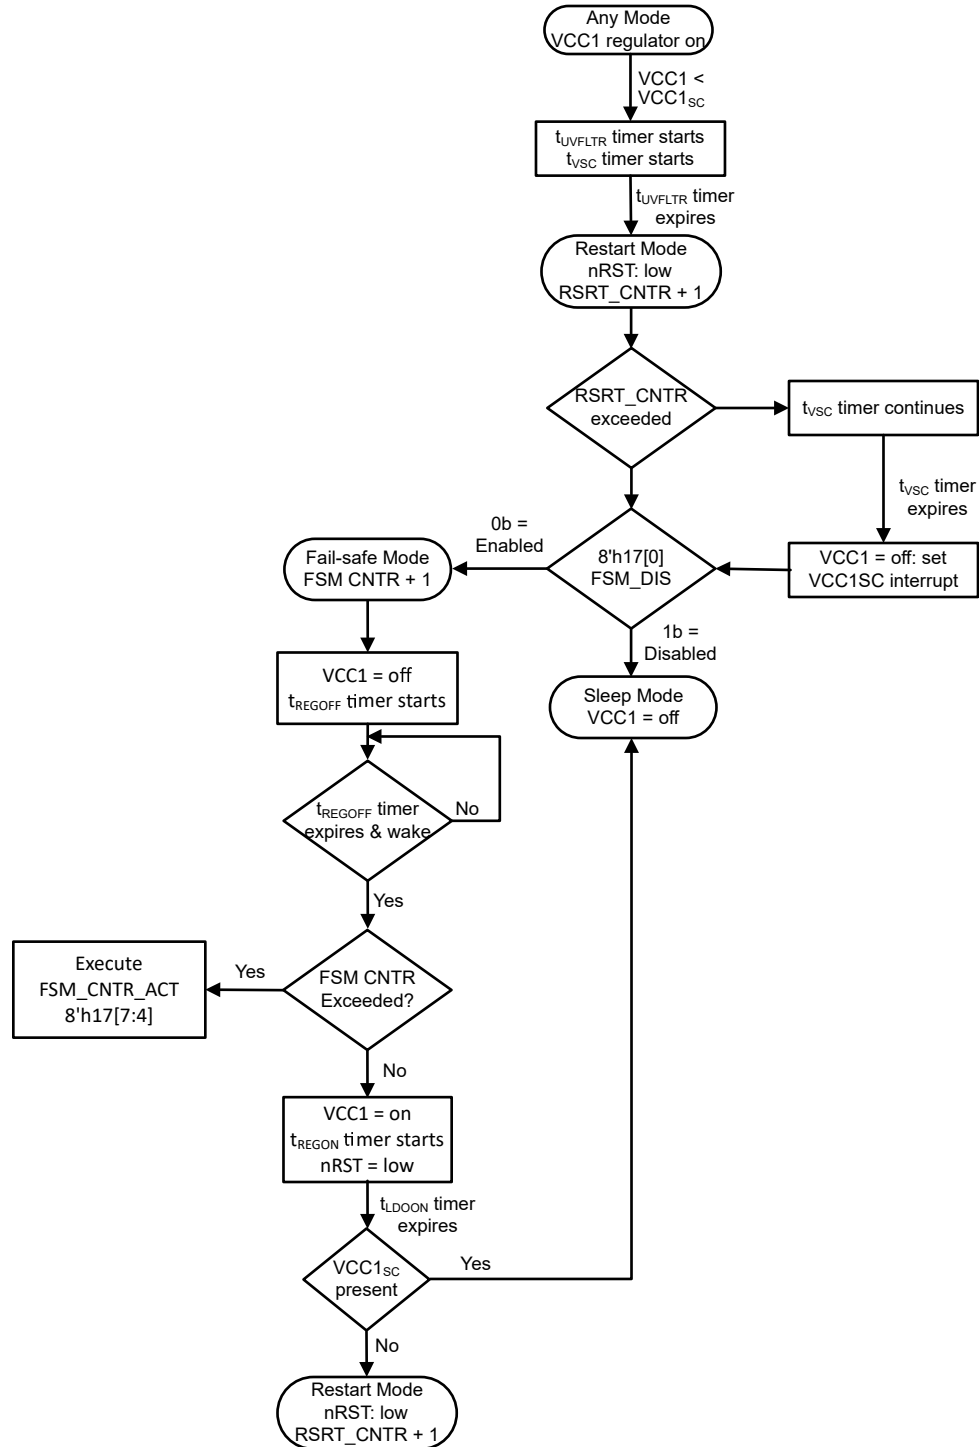 Any Mode
VCC1 regulator on
VCC1 <
VCC1SC
tUVFLTR timer starts
tVSC timer starts
tUVFLTR timer
expires
Restart Mode
nRST: low
RSRT_CNTR + 1
RSRT_CNTR
exceeded
tVSC timer continues
tVSC timer
expires
0b =
Enabled
Fail-safe Mode
FSM CNTR + 1
8'h17[0]
FSM_DIS
VCC1 = off: set
VCC1SC interrupt
1b =
Disabled
VCC1 = off
tREGOFF timer starts
Sleep Mode
VCC1 = off
tREGOFF timer
expires & wake
No
Yes
Execute
FSM_CNTR_ACT
8'h17[7:4]
Yes
FSM CNTR
Exceeded?
No
VCC1 = on
tREGON timer starts
nRST = low
tLDOON timer
expires
VCC1SC
present
Yes
No
Restart Mode
nRST: low
RSRT_CNTR + 1